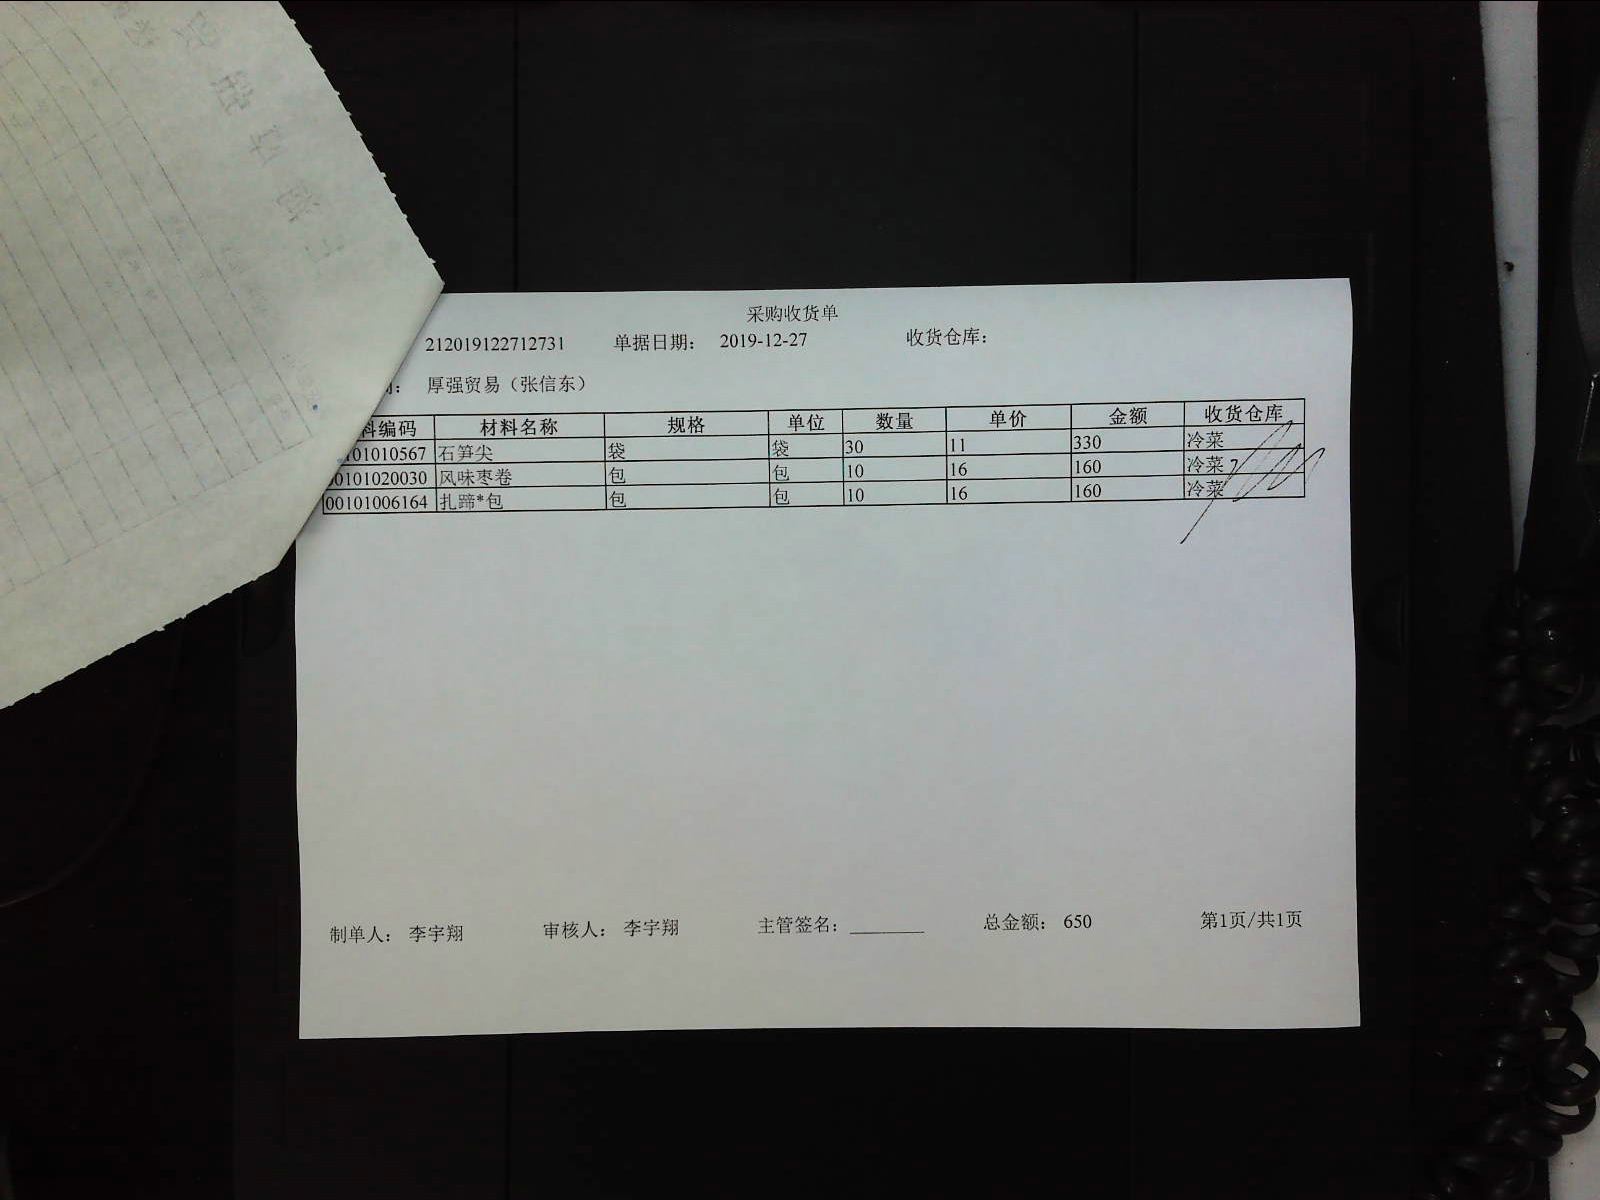 采购收货单
212019122712731 单据日期： 2019-12-27 收货仓库：
： 厚强贸易（张信东）
料编码 材料名称 规格 单位 数量 单价 金额 收货仓库
101010567 石笋尖 袋 袋 30 11 330 冷菜
00101020030 风味枣卷 包 包 10 16 160 冷菜
00101006164 扎蹄*包 包 包 10 16 160 冷菜
制单人： 李宇翔 审核人： 李宇翔 主管签名：________ 总金额： 650 第1页/共1页